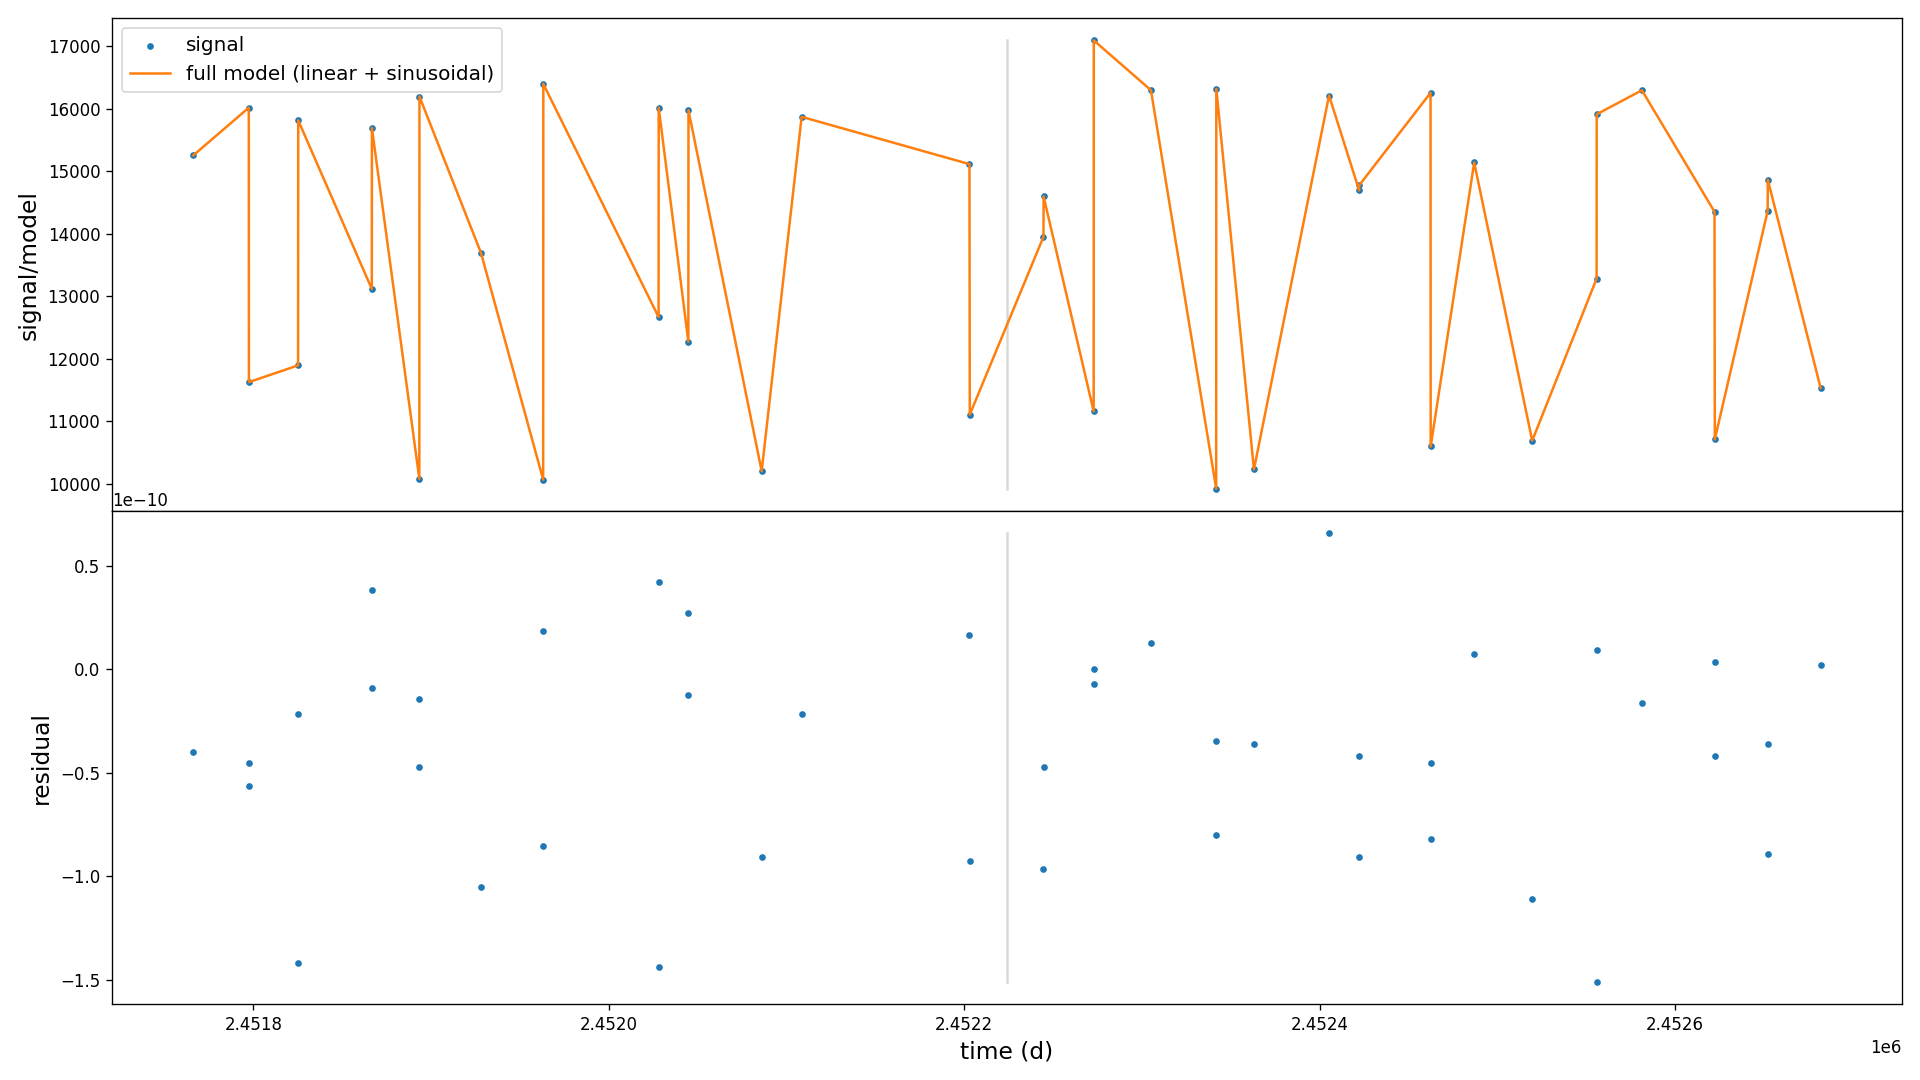 signal
full model (linear + sinusoidal)
17000
16000
15000
14000
13000
12000
11000
10000
signal/model
1e−10
0.5
0.0
−0.5
−1.0
−1.5
residual
2.4518
2.4520
2.4522
2.4524
2.4526
time (d)
1e6